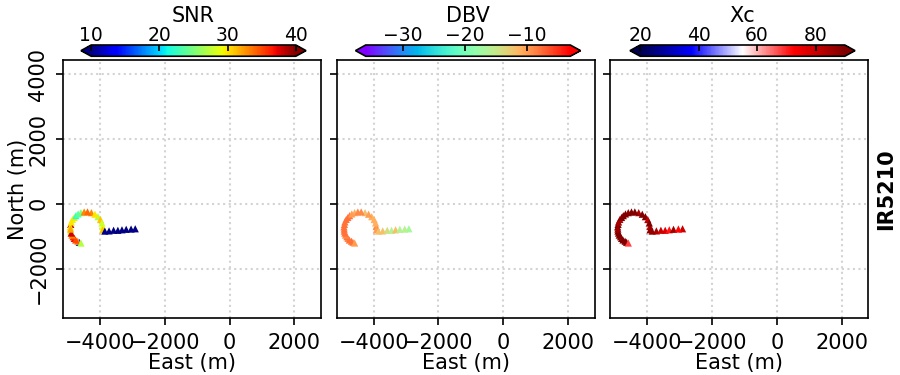 SNR DBV Xc
10 20 30 40 −30 −20 −10 20 40 60 80
4000
2000
0
−2000
North (m)
−4000 −2000 0 2000 −4000 −2000 0 2000 −4000 −2000 0 2000
East (m) East (m) East (m)
IR5210